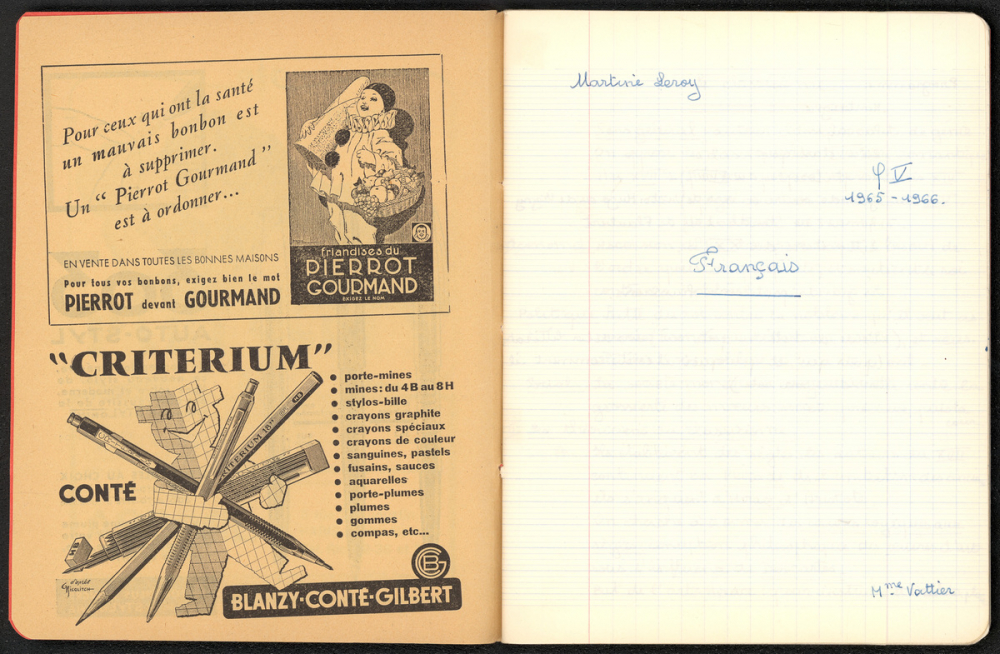 Pour ceux qui ont la santé
un mauvais bonbon est
à supprimer.
Un “ Pierrot Gourmand ”
est à ordonner...
EN VENTE DANS TOUTES LES BONNES MAISONS
Pour tous vos bonbons, exigez bien le mot
PIERROT devant GOURMAND
friandises du
PIERROT
GOURMAND
EXIGEZ LE NOM
“CRITERIUM”
porte-mines
mines: du 4 B au 8 H
stylos-bille
crayons graphite
crayons spéciaux
crayons de couleur
sanguines, pastels
fusains, sauces
aquarelles
porte-plumes
plumes
gommes
compas, etc...
CRITERIUM
CONTÉ
BLANZY-CONTÉ-GILBERT
Martine Leroy
φ IV
1965 - 1966.
Français
Mme Vattier